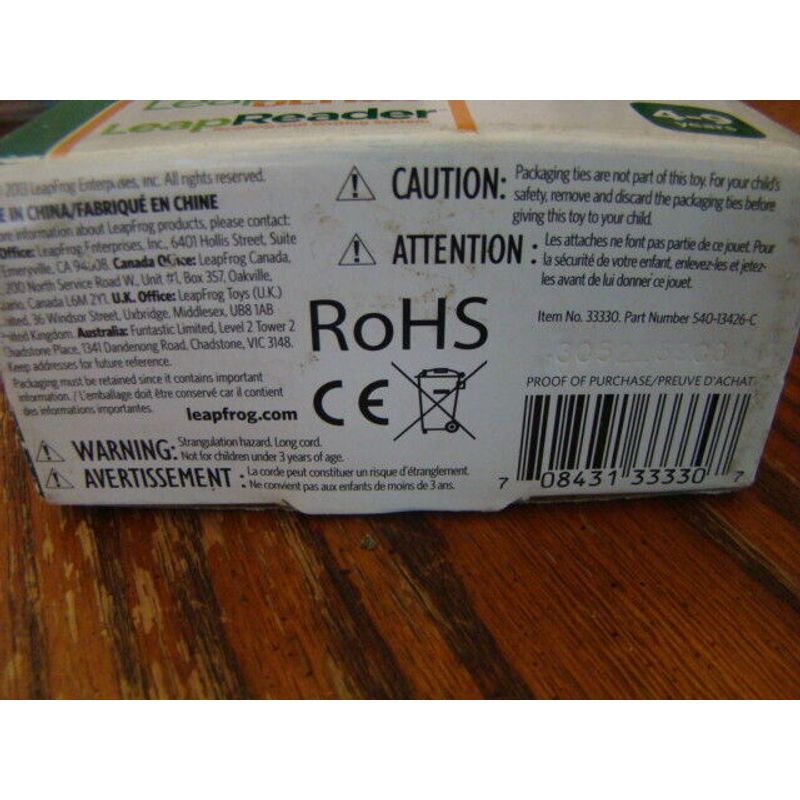 LeapReader
4-9
years
2013 LeapFrog Enterprises, Inc. All rights reserved.
IN CHINA/FABRIQUÉ EN CHINE
information about LeapFrog products, please contact:
Office: LeapFrog Enterprises, Inc., 6401 Hollis Street, Suite
Emeryville, CA 94608. Canada Office: LeapFrog Canada,
North Service Road W., Unit #1, Box 357, Oakville,
Canada L6M 2Y1. U.K. Office: LeapFrog Toys (U.K.)
36 Windsor Street, Uxbridge, Middlesex, UB8 1AB
Kingdom. Australia: Funtastic Limited, Level 2 Tower 2
Chadstone Place, 1341 Dandenong Road, Chadstone, VIC 3148.
Keep addresses for future reference.
Packaging must be retained since it contains important
information. / L'emballage doit être conservé car il contient
des informations importantes.
leapfrog.com
WARNING: Strangulation hazard. Long cord.
Not for children under 3 years of age.
AVERTISSEMENT : La corde peut constituer un risque d'étranglement.
Ne convient pas aux enfants de moins de 3 ans.
CAUTION: Packaging ties are not part of this toy. For your child's
safety, remove and discard the packaging ties before
giving this toy to your child.
ATTENTION : Les attaches ne font pas partie de ce jouet. Pour
la sécurité de votre enfant, enlevez-les et jetez-
les avant de lui donner ce jouet.
RoHS
CE
Item No. 33330. Part Number 540-13426-C
PROOF OF PURCHASE/PREUVE D'ACHAT
7 08431 33330 7